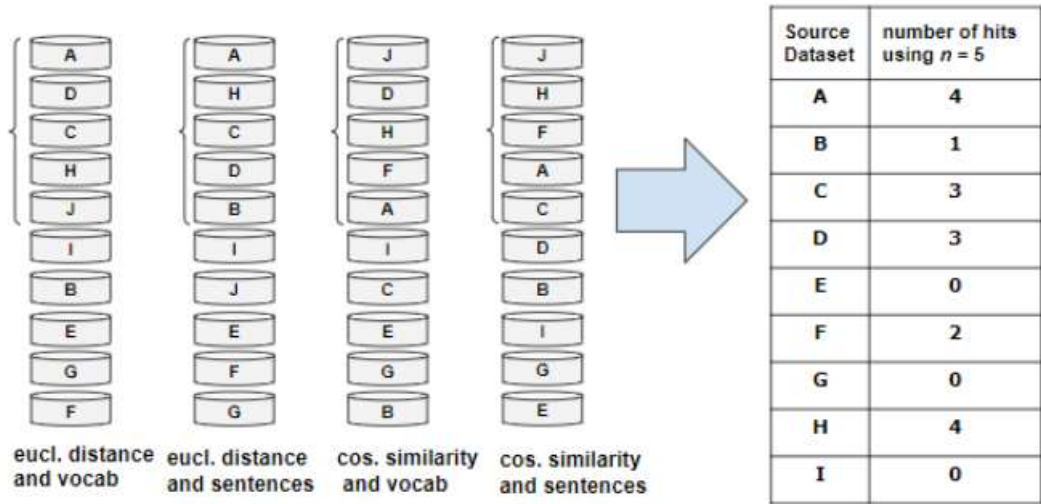 A
D
C
H
J
I
B
E
G
F
eucl. distance
and vocab
A
H
C
D
B
I
J
E
F
G
eucl. distance
and sentences
J
D
H
F
A
I
C
E
G
B
cos. similarity
and vocab
J
H
F
A
C
D
B
I
G
E
cos. similarity
and sentences
Source Dataset number of hits using n = 5
A 4
B 1
C 3
D 3
E 0
F 2
G 0
H 4
I 0